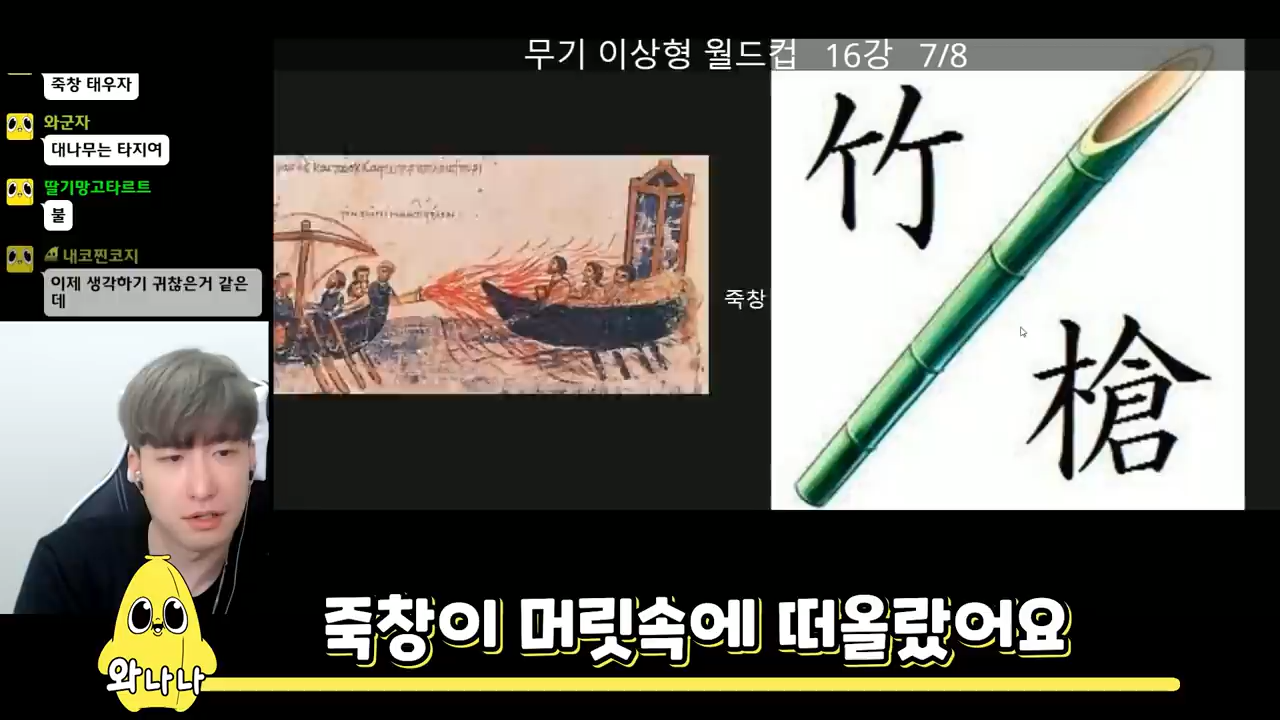 무기 이상형 월드컵 16강 7/8
죽창 태우자
와군자
대나무는 타지여
딸기망고타르트
불
내코찐코지
이제 생각하기 귀찮은거 같은
데
죽창
竹
槍
죽창이 머릿속에 떠올랐어요
와나나